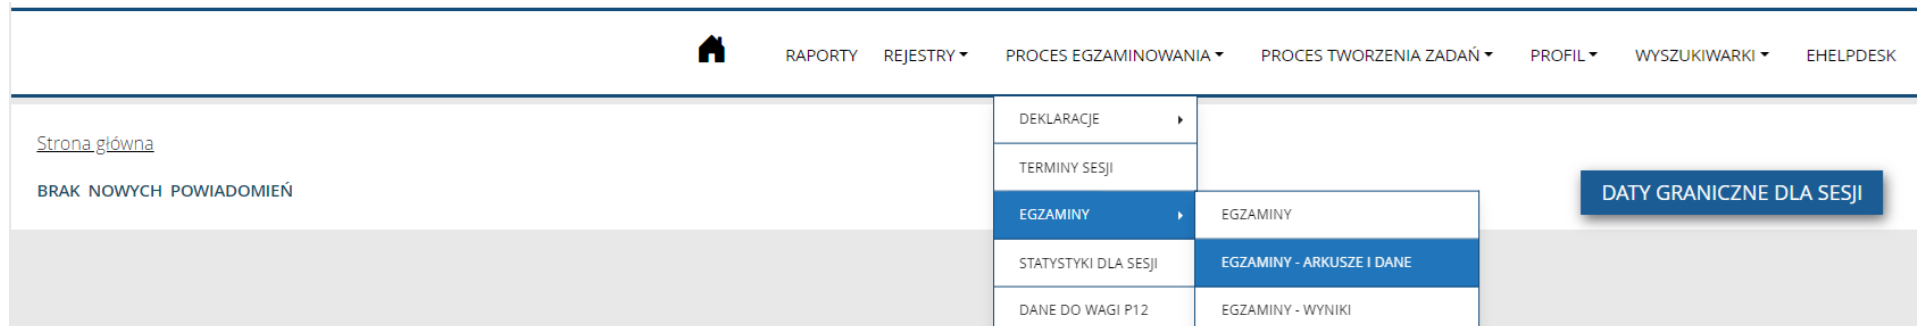 RAPORTY REJESTRY PROCES EGZAMINOWANIA PROCES TWORZENIA ZADAŃ PROFIL WYSZUKIWARKI EHELPDESK
DEKLARACJE
Strona główna
TERMINY SESJI
BRAK NOWYCH POWIADOMIEŃ
DATY GRANICZNE DLA SESJI
EGZAMINY EGZAMINY
STATYSTYKI DLA SESJI EGZAMINY - ARKUSZE I DANE
DANE DO WAGI P12 EGZAMINY - WYNIKI